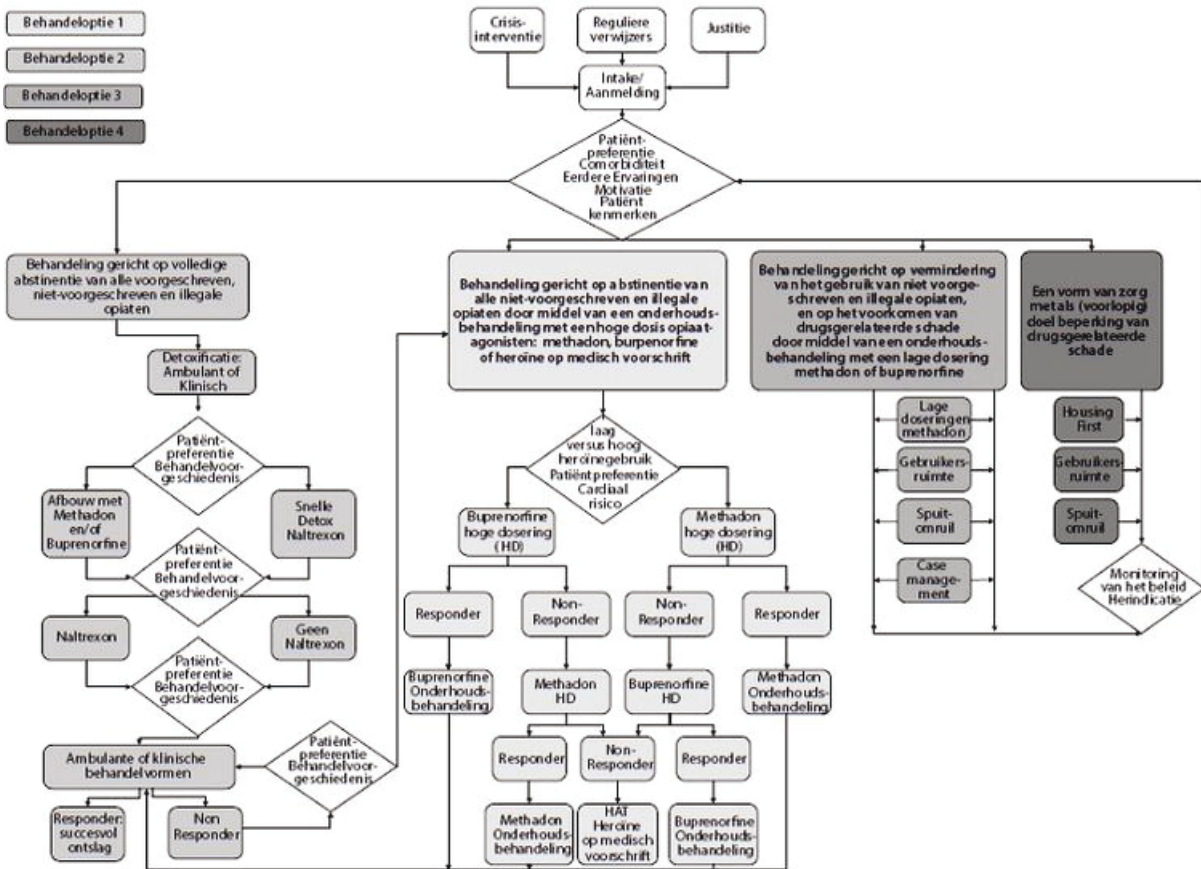 Behandeloptie 1
Behandeloptie 2
Behandeloptie 3
Behandeloptie 4
Crisis-
interventie
Reguliere
verwijzers
Justitie
Intake/
Aanmelding
Patiënt-
preferentie
Comorbiditeit
Eerdere Ervaringen
Motivatie
Patiënt
kenmerken
Behandeling gericht op volledige
abstinentie van alle voorgeschreven,
niet-voorgeschreven en illegale
opiaten
Detoxificatie:
Ambulant of
Klinisch
Patiënt-
preferentie
Behandelvoor-
geschiedenis
Afbouw met
Methadon
en/of
Buprenorfine
Snelle
Detox
Naltrexon
Patiënt-
preferentie
Behandelvoor-
geschiedenis
Naltrexon
Geen
Naltrexon
Patiënt-
preferentie
Behandelvoor-
geschiedenis
Ambulante of klinische
behandelvormen
Responder:
succesvol
ontslag
Non
Responder
Patiënt-
preferentie
Behandelvoor-
geschiedenis
Behandeling gericht op abstinentie van
alle niet-voorgeschreven en illegale
opiaten door middel van een onderhouds-
behandeling met een hoge dosis opiaat-
agonisten: methadon, burpenorfine
of heroïne op medisch voorschrift
laag
versus hoog
heroïnegebruik
Patiënt preferentie
Cardiaal
risico
Buprenorfine
hoge dosering
(HD)
Methadon
hoge dosering
(HD)
Responder
Non-
Responder
Non-
Responder
Responder
Buprenorfine
Onderhouds-
behandeling
Methadon
HD
Buprenorfine
HD
Methadon
Onderhouds-
behandeling
Responder
Non-
Responder
Responder
Methadon
Onderhouds-
behandeling
HAT
Heroïne
op medisch
voorschrift
Buprenorfine
Onderhouds-
behandeling
Behandeling gericht op vermindering
van het gebruik van niet voorge-
schreven en illegale opiaten,
en op het voorkomen van
drugsgerelateerde schade
door middel van een onderhouds-
behandeling met een lage dosering
methadon of buprenorfine
Lage
doseringen
methadon
Gebruikers-
ruimte
Spuit-
omruil
Case
manage-
ment
Een vorm van zorg
met als (voorlopig)
doel beperking van
drugsgerelateerde
schade
Housing
First
Gebruikers-
ruimte
Spuit-
omruil
Monitoring
van het beleid
Herindicatie